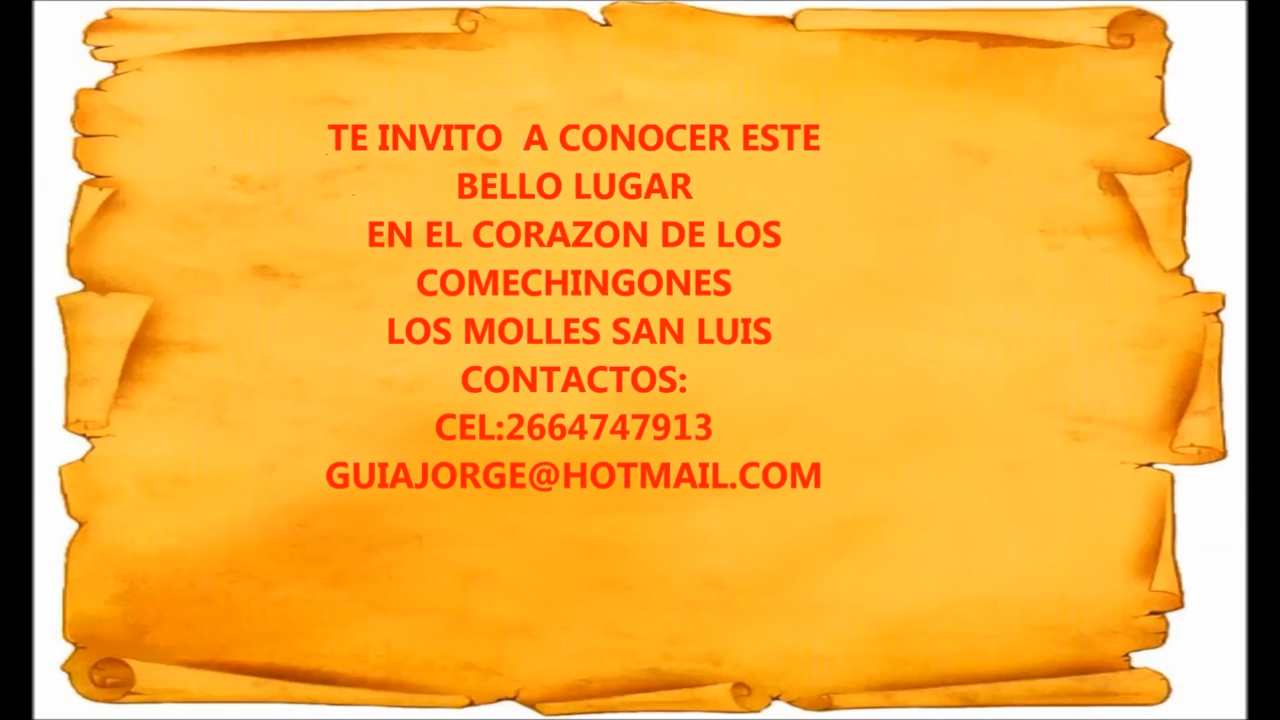 TE INVITO  A CONOCER ESTE
BELLO LUGAR
EN EL CORAZON DE LOS
COMECHINGONES
LOS MOLLES SAN LUIS
CONTACTOS:
CEL:2664747913
GUIAJORGE@HOTMAIL.COM